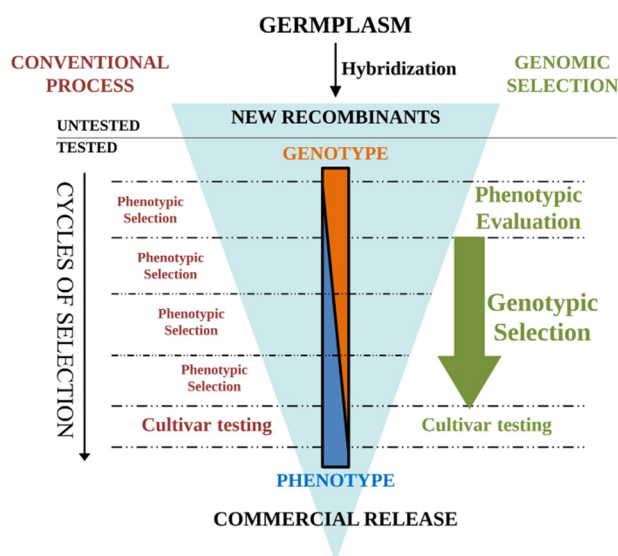 GERMPLASM
CONVENTIONAL
PROCESS
Hybridization
GENOMIC
SELECTION
NEW RECOMBINANTS
UNTESTED
TESTED
GENOTYPE
CYCLES OF SELECTION
Phenotypic
Selection
Phenotypic
Evaluation
Phenotypic
Selection
Phenotypic
Selection
Genotypic
Selection
Phenotypic
Selection
Cultivar testing
Cultivar testing
PHENOTYPE
COMMERCIAL RELEASE